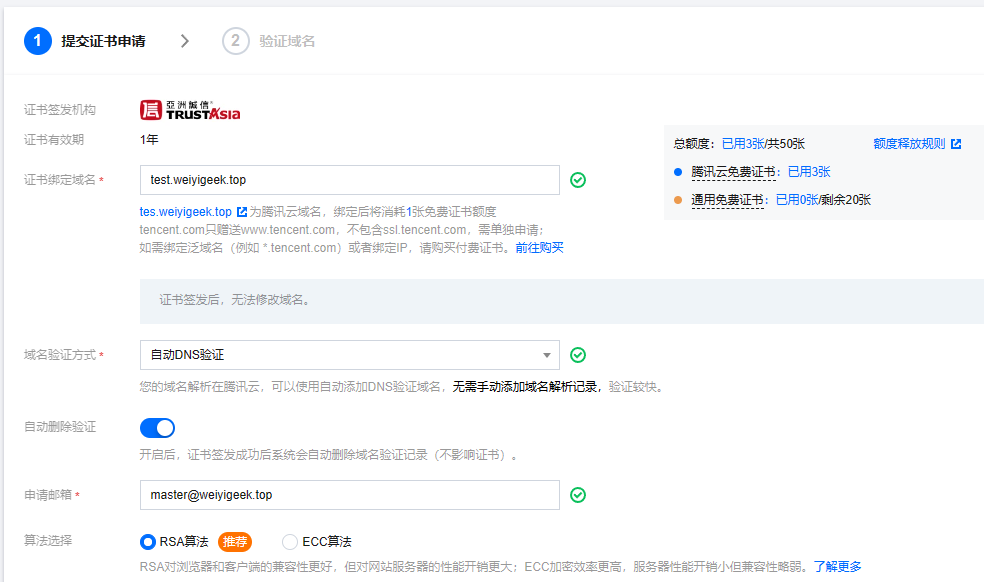 1 提交证书申请 > 2 验证域名
证书签发机构 亞洲誠信® TRUSTAsia
证书有效期 1年
总额度：已用3张/共50张 额度释放规则
腾讯云免费证书：已用3张
通用免费证书：已用0张/剩余20张
证书绑定域名 * test.weiyigeek.top
tes.weiyigeek.top 为腾讯云域名，绑定后将消耗1张免费证书额度
tencent.com只赠送www.tencent.com，不包含ssl.tencent.com，需单独申请；
如需绑定泛域名（例如 *.tencent.com）或者绑定IP，请购买付费证书。前往购买
证书签发后，无法修改域名。
域名验证方式 * 自动DNS验证
您的域名解析在腾讯云，可以使用自动添加DNS验证域名，无需手动添加域名解析记录，验证较快。
自动删除验证
开启后，证书签发成功后系统会自动删除域名验证记录（不影响证书）。
申请邮箱 * master@weiyigeek.top
算法选择 RSA算法 推荐 ECC算法
RSA对浏览器和客户端的兼容性更好，但对网站服务器的性能开销更大；ECC加密效率更高，服务器性能开销小但兼容性略弱。了解更多